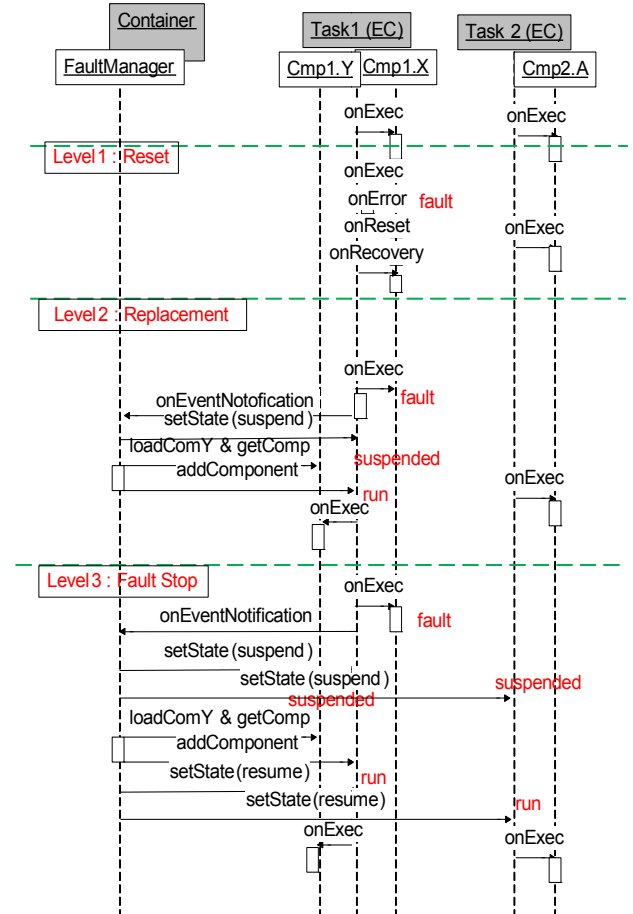 Container
Task1 (EC)
Task 2 (EC)
FaultManager
Cmp1.Y
Cmp1.X
Cmp2.A
onExec
onExec
Level1 : Reset
onExec
onError
fault
onReset
onExec
onRecovery
Level2 : Replacement
onExec
onEventNotofication
fault
setState(suspend)
loadComY & getComp
suspended
addComponent
onExec
run
onExec
Level3 : Fault Stop
onExec
onEventNotification
fault
setState(suspend)
setState(suspend)
suspended
suspended
loadComY & getComp
addComponent
setState(resume)
run
setState(resume)
run
onExec
onExec